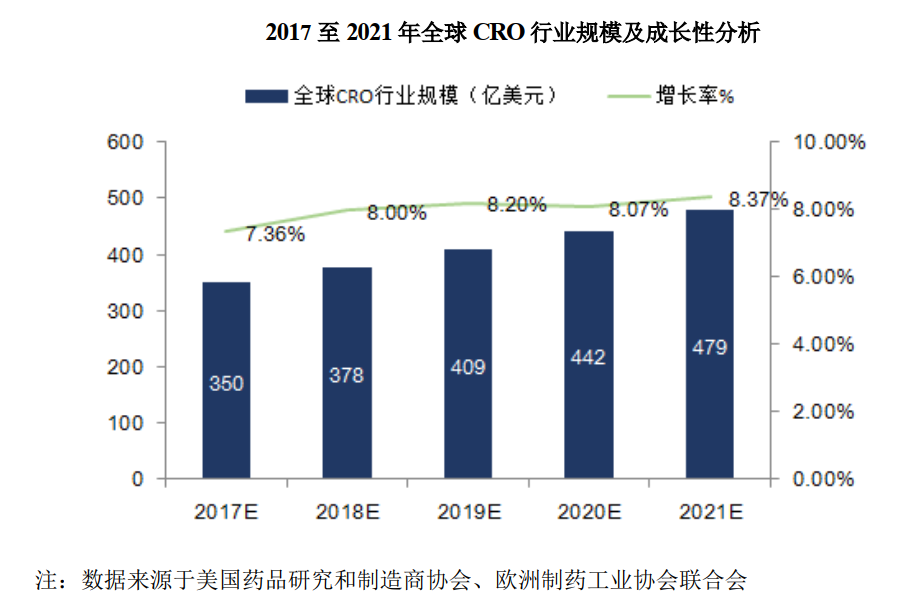 2017 至 2021 年全球 CRO 行业规模及成长性分析
全球CRO行业规模（亿美元） 增长率%
600 10.00%
500 8.00%
400 6.00%
300 4.00%
200 2.00%
100 0.00%
0
7.36% 8.00% 8.20% 8.07% 8.37%
350 378 409 442 479
2017E 2018E 2019E 2020E 2021E
注：数据来源于美国药品研究和制造商协会、欧洲制药工业协会联合会